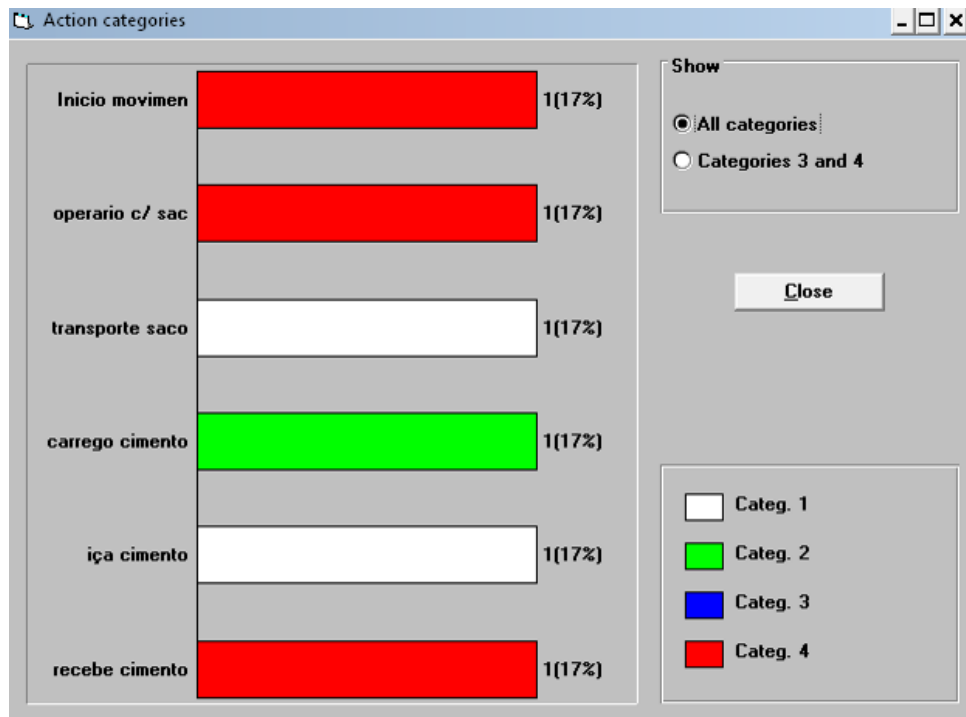 Action categories
Inicio movimen
1(17%)
operario c/ sac
1(17%)
transporte saco
1(17%)
carrego cimento
1(17%)
iça cimento
1(17%)
recebe cimento
1(17%)
Show
All categories
Categories 3 and 4
Close
Categ. 1
Categ. 2
Categ. 3
Categ. 4